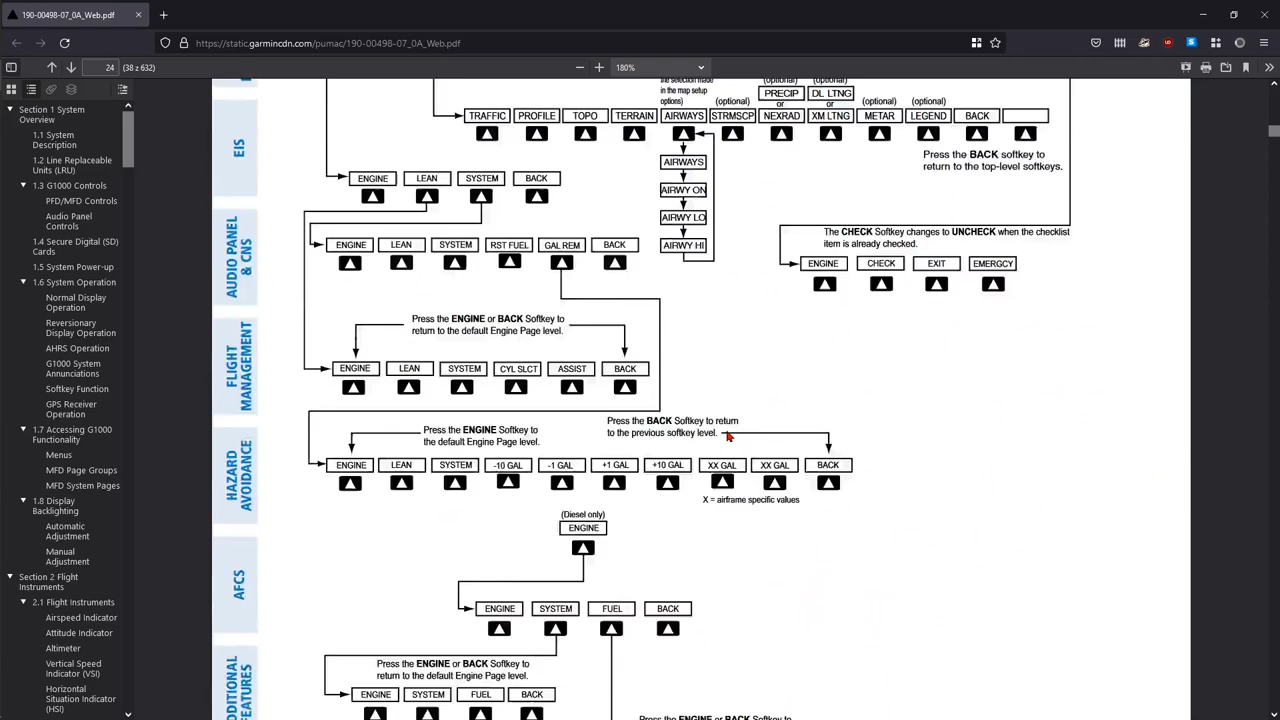 190-00498-07_0A_Web.pdf
https://static.garmincdn.com/pumac/190-00498-07_0A_Web.pdf
24 (38 x 632)
180%
Section 1 System
Overview
1.1 System
Description
1.2 Line Replaceable
Units (LRU)
1.3 G1000 Controls
PFD/MFD Controls
Audio Panel
Controls
1.4 Secure Digital (SD)
Cards
1.5 System Power-up
1.6 System Operation
Normal Display
Operation
Reversionary
Display Operation
AHRS Operation
G1000 System
Annunciations
Softkey Function
GPS Receiver
Operation
1.7 Accessing G1000
Functionality
Menus
MFD Page Groups
MFD System Pages
1.8 Display
Backlighting
Automatic
Adjustment
Manual
Adjustment
Section 2 Flight
Instruments
2.1 Flight Instruments
Airspeed Indicator
Attitude Indicator
Altimeter
Vertical Speed
Indicator (VSI)
Horizontal
Situation Indicator
(HSI)
EIS
AUDIO PANEL
& CNS
FLIGHT
MANAGEMENT
HAZARD
AVOIDANCE
AFCS
ADDITIONAL
FEATURES
the selection made
in the map setup
options)
(optional)
PRECIP
or
(optional)
DL LTNG
or
(optional)
(optional)
(optional)
TRAFFIC PROFILE TOPO TERRAIN AIRWAYS STRMSCP NEXRAD XM LTNG METAR LEGEND BACK
Press the BACK softkey to
return to the top-level softkeys.
AIRWAYS
AIRWY ON
AIRWY LO
AIRWY HI
ENGINE LEAN SYSTEM BACK
ENGINE LEAN SYSTEM RST FUEL GAL REM BACK
The CHECK Softkey changes to UNCHECK when the checklist
item is already checked.
ENGINE CHECK EXIT EMERGCY
Press the ENGINE or BACK Softkey to
return to the default Engine Page level.
ENGINE LEAN SYSTEM CYL SLCT ASSIST BACK
Press the ENGINE Softkey to
the default Engine Page level.
Press the BACK Softkey to return
to the previous softkey level.
ENGINE LEAN SYSTEM -10 GAL -1 GAL +1 GAL +10 GAL XX GAL XX GAL BACK
X = airframe specific values
(Diesel only)
ENGINE
ENGINE SYSTEM FUEL BACK
Press the ENGINE or BACK Softkey to
return to the default Engine Page level.
ENGINE SYSTEM FUEL BACK
Press the ENGINE or BACK Softkey to